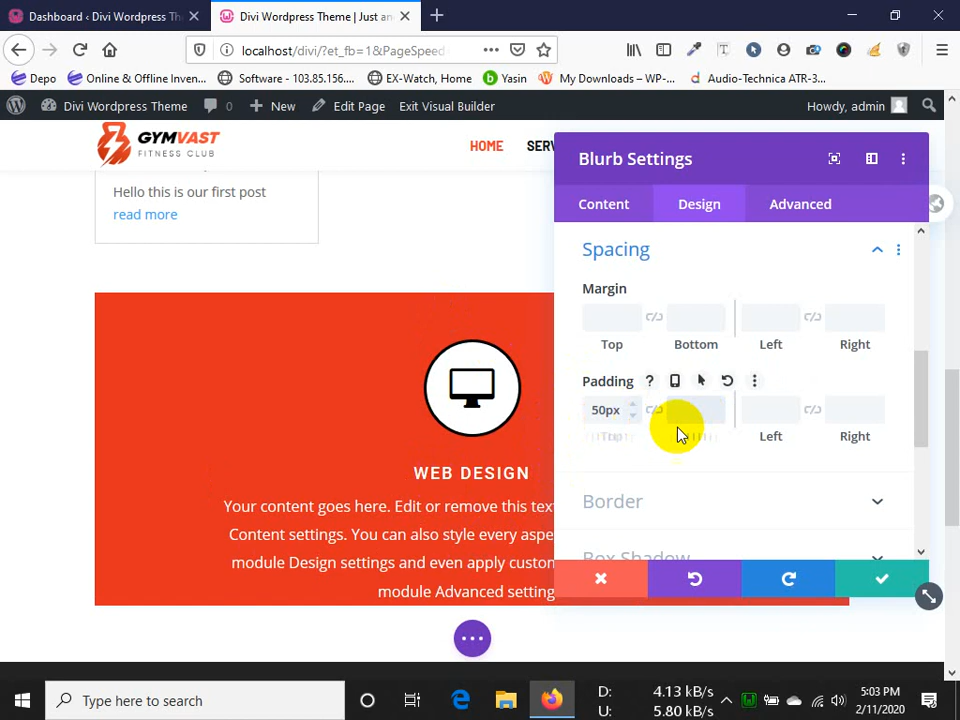 Dashboard ‹ Divi Wordpress Th
Divi Wordpress Theme | Just an
localhost/divi/?et_fb=1&PageSpeed
Depo
Online & Offline Inven...
Software - 103.85.156....
EX-Watch, Home
Yasin
My Downloads – WP-...
Audio-Technica ATR-3...
Divi Wordpress Theme
0
New
Edit Page
Exit Visual Builder
Howdy, admin
GYMVAST
FITNESS CLUB
HOME
SERV
Hello this is our first post
read more
WEB DESIGN
Your content goes here. Edit or remove this tex
Content settings. You can also style every aspe
module Design settings and even apply custom
module Advanced setting
Blurb Settings
Content
Design
Advanced
Spacing
Margin
Top
Bottom
Left
Right
Padding
50px
Top
Left
Right
Border
Box Shadow
Type here to search
D: 4.13 kB/s
U: 5.80 kB/s
5:03 PM
2/11/2020